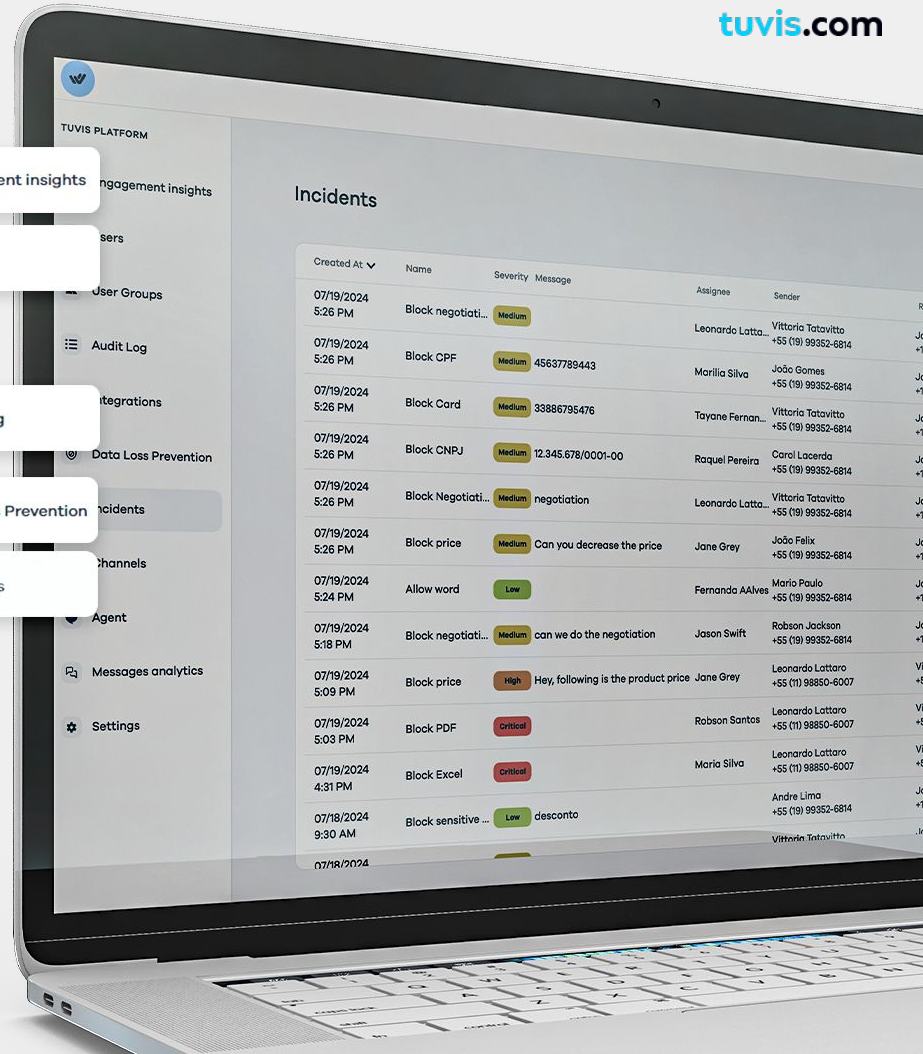 tuvis.com
TUVIS PLATFORM
ent insights
ngagement insights
sers
User Groups
Audit Log
ntegrations
g
Data Loss Prevention
Prevention
ncidents
Channels
s
Agent
Messages analytics
Settings
Incidents
Created At Name Severity Message Assignee Sender
07/19/2024
5:26 PM
Block negotiati... Medium Leonardo Latta... Vittoria Tatavitto
+55 (19) 99352-6814
07/19/2024
5:26 PM
Block CPF Medium 45637789443 Marilia Silva João Gomes
+55 (19) 99352-6814
07/19/2024
5:26 PM
Block Card Medium 33886795476 Tayane Fernan... Vittoria Tatavitto
+55 (19) 99352-6814
07/19/2024
5:26 PM
Block CNPJ Medium 12.345.678/0001-00 Raquel Pereira Carol Lacerda
+55 (19) 99352-6814
07/19/2024
5:26 PM
Block Negotiati... Medium negotiation Leonardo Latta... Vittoria Tatavitto
+55 (19) 99352-6814
07/19/2024
5:26 PM
Block price Medium Can you decrease the price Jane Grey João Felix
+55 (19) 99352-6814
07/19/2024
5:24 PM
Allow word Low Fernanda AAlves Mario Paulo
+55 (19) 99352-6814
07/19/2024
5:18 PM
Block negotiati... Medium can we do the negotiation Jason Swift Robson Jackson
+55 (19) 99352-6814
07/19/2024
5:09 PM
Block price High Hey, following is the product price Jane Grey Leonardo Lattaro
+55 (11) 98850-6007
07/19/2024
5:03 PM
Block PDF Critical Robson Santos Leonardo Lattaro
+55 (11) 98850-6007
07/19/2024
4:31 PM
Block Excel Critical Maria Silva Leonardo Lattaro
+55 (11) 98850-6007
07/18/2024
9:30 AM
Block sensitive ... Low desconto Andre Lima
+55 (19) 99352-6814
07/18/2024 Vittoria Tatavitto